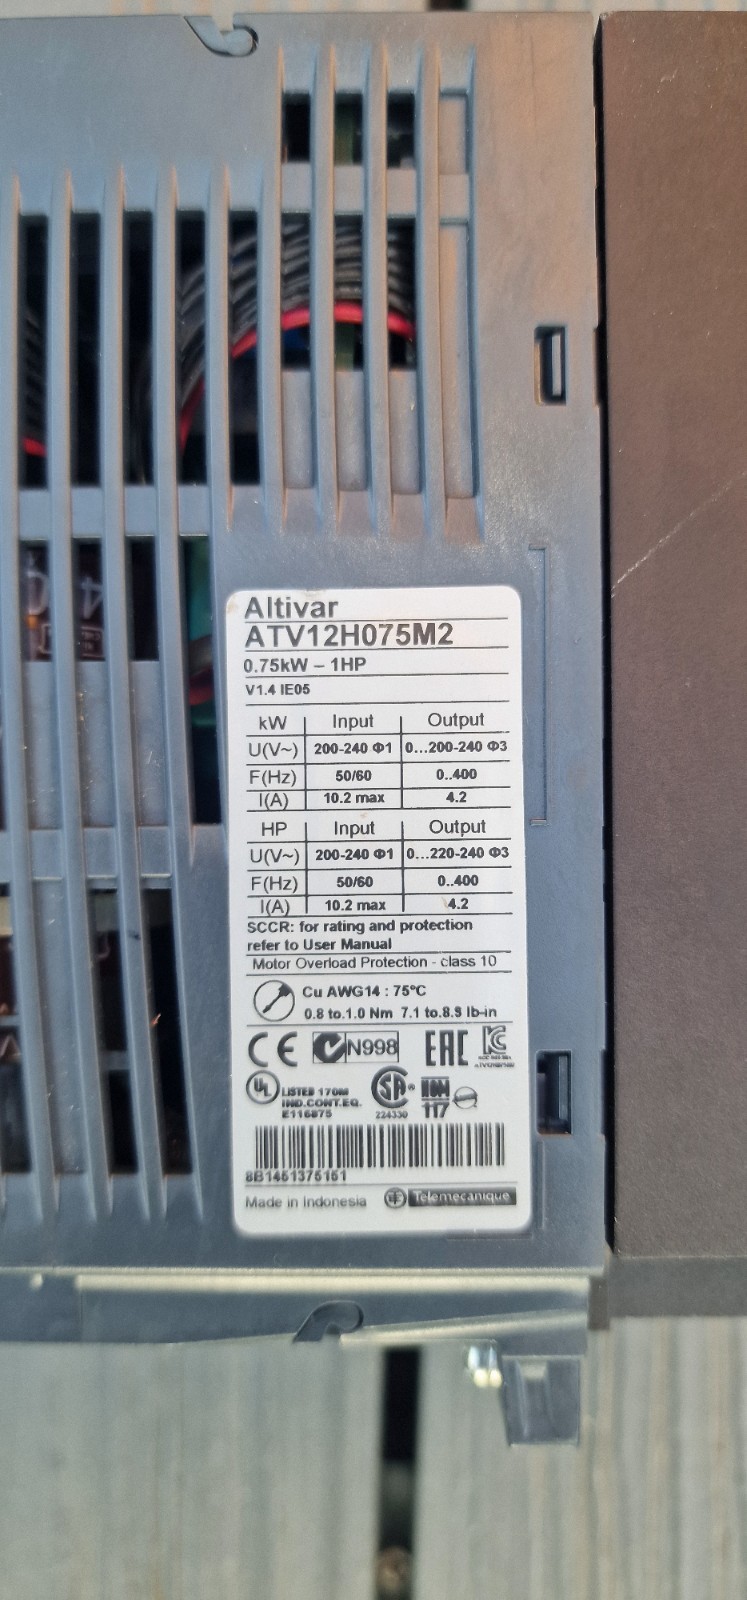 Altivar
ATV12H075M2
0.75kW – 1HP
V1.4 IE05
kW Input Output
U(V~) 200-240 Φ1 0...200-240 Φ3
F(Hz) 50/60 0..400
I(A) 10.2 max 4.2
HP Input Output
U(V~) 200-240 Φ1 0...220-240 Φ3
F(Hz) 50/60 0..400
I(A) 10.2 max 4.2
SCCR: for rating and protection
refer to User Manual
Motor Overload Protection - class 10
Cu AWG14 : 75°C
0.8 to.1.0 Nm 7.1 to.8.9 lb-in
CE N998 EAC KC
UL LISTED 170M
IND.CONT.EQ.
E116875
SA
224330
117
8B1451375151
Made in Indonesia Telemecanique